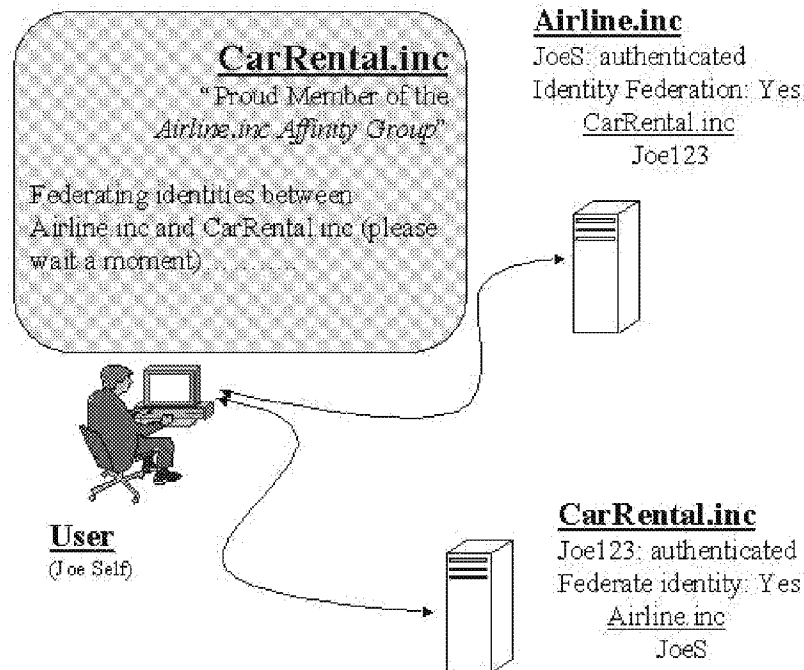 CarRental.inc
"Proud Member of the
Airline.inc Affinity Group"
Federating identities between
Airline inc and CarRental inc (please
wait a moment) ...........
Airline.inc
JoeS: authenticated
Identity Federation: Yes
CarRental.inc
Joe123
User
(Joe Self)
CarRental.inc
Joe123: authenticated
Federate identity: Yes
Airline.inc
JoeS